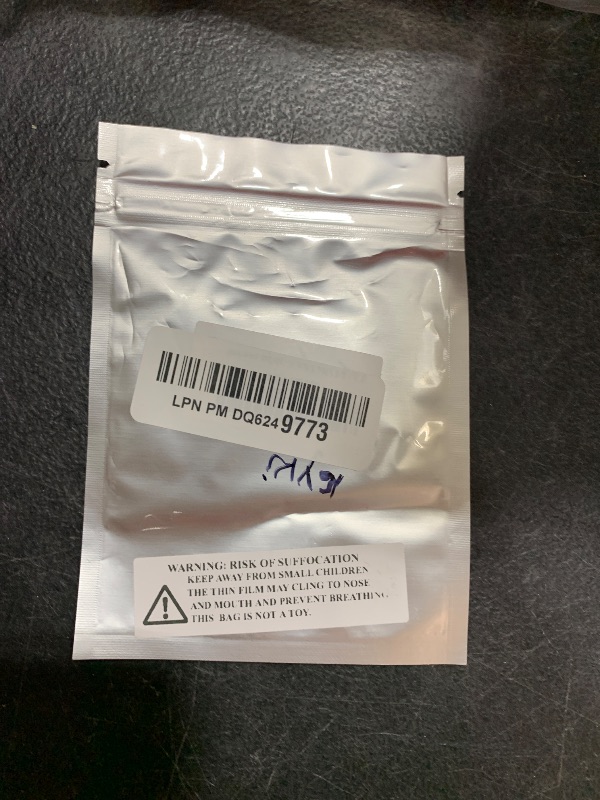 LPN PM DQ6249773
WARNING: RISK OF SUFFOCATION
KEEP AWAY FROM SMALL CHILDREN
THE THIN FILM MAY CLING TO NOSE
AND MOUTH AND PREVENT BREATHING.
THIS BAG IS NOT A TOY.